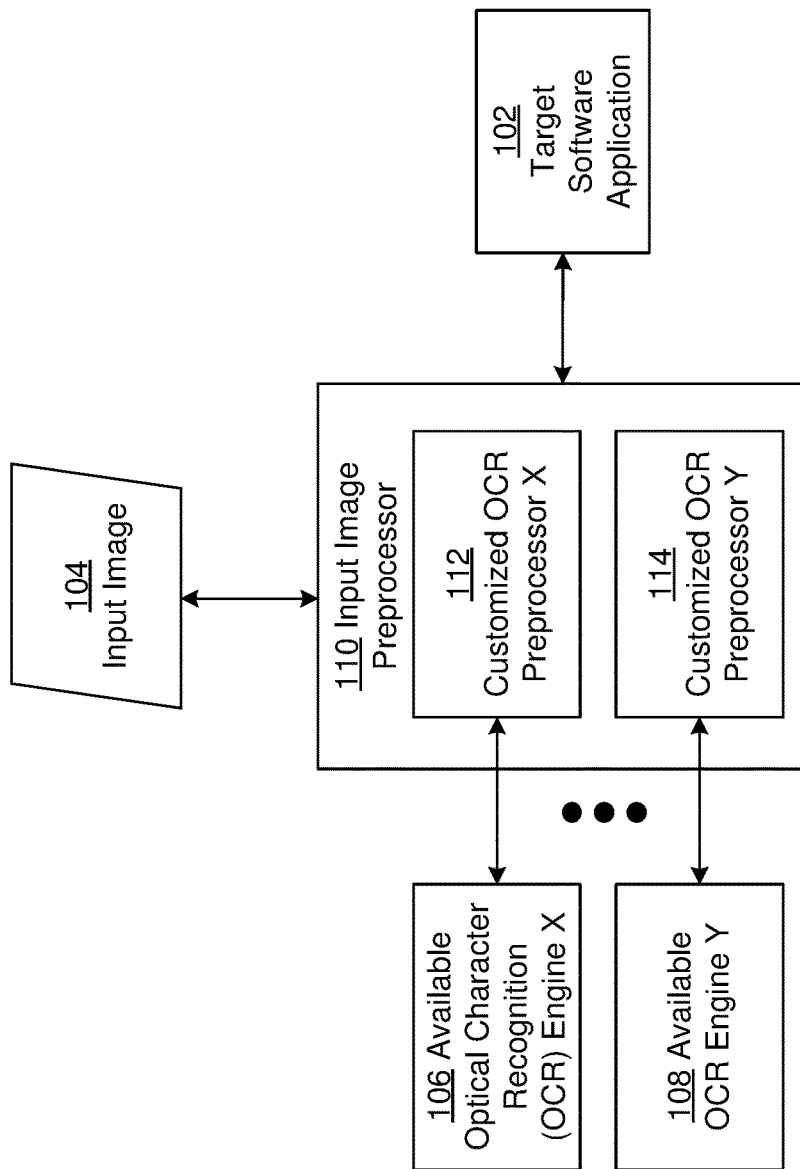 104
Input Image
110 Input Image
Preprocessor
112
Customized OCR
Preprocessor X
114
Customized OCR
Preprocessor Y
106 Available
Optical Character
Recognition
(OCR) Engine X
108 Available
OCR Engine Y
102
Target
Software
Application